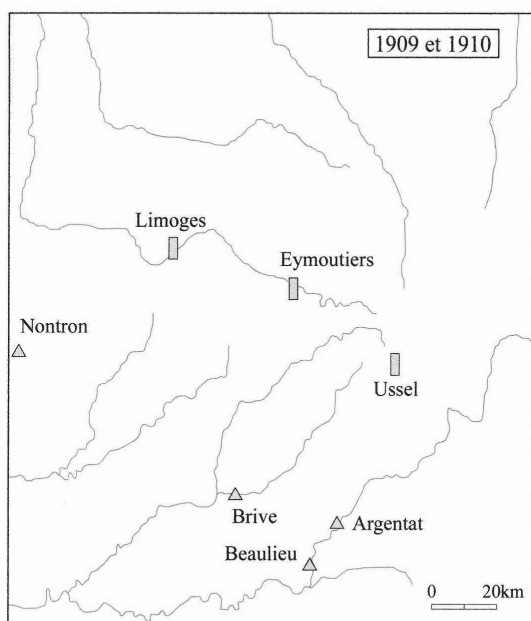 1909 et 1910
Limoges
Eymoutiers
Nontron
Ussel
Brive
Argentat
Beaulieu
0 20km